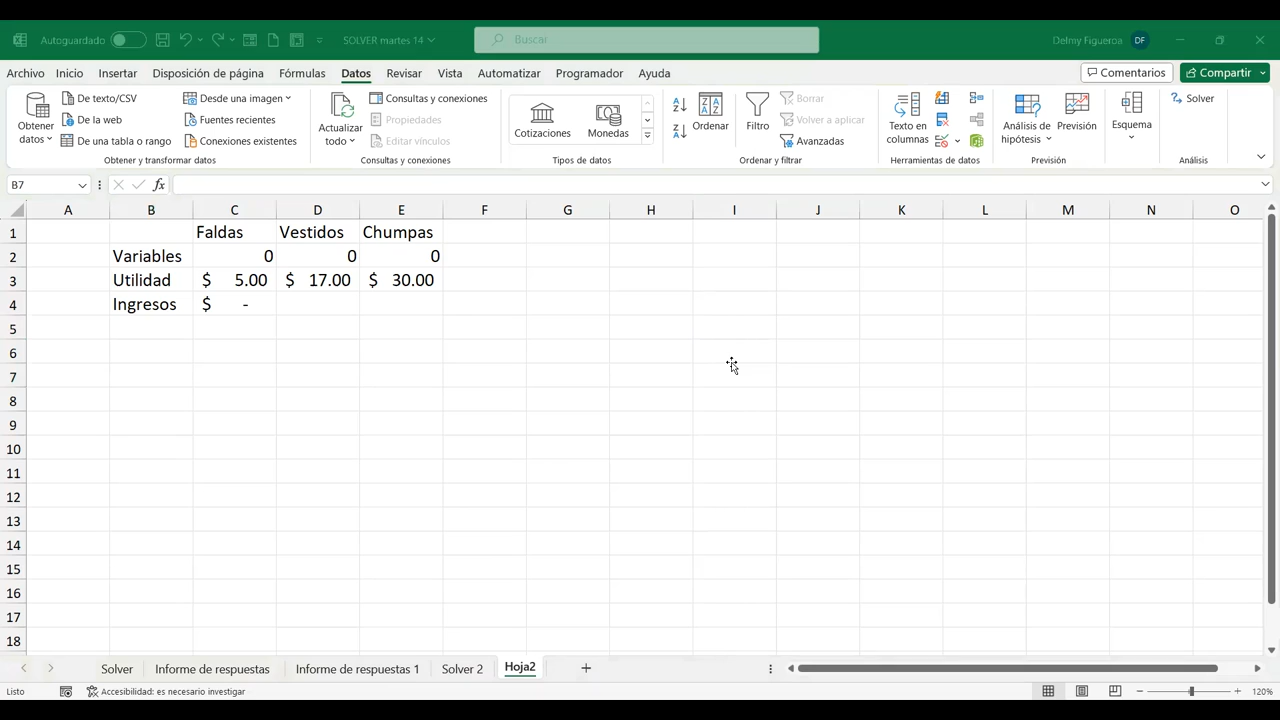 Autoguardado
SOLVER martes 14
Buscar
Delmy Figueroa
DF
Archivo
Inicio
Insertar
Disposición de página
Fórmulas
Datos
Revisar
Vista
Automatizar
Programador
Ayuda
Comentarios
Compartir
Obtener datos
De texto/CSV
De la web
De una tabla o rango
Desde una imagen
Fuentes recientes
Conexiones existentes
Obtener y transformar datos
Actualizar todo
Consultas y conexiones
Propiedades
Editar vínculos
Consultas y conexiones
Cotizaciones
Monedas
Tipos de datos
Ordenar
Filtro
Borrar
Volver a aplicar
Avanzadas
Ordenar y filtrar
Texto en columnas
Herramientas de datos
Análisis de hipótesis
Previsión
Previsión
Esquema
Solver
Análisis
B7
fx
A B C D E F G H I J K L M N O
1 Faldas Vestidos Chumpas
2 Variables 0 0 0
3 Utilidad $ 5.00 $ 17.00 $ 30.00
4 Ingresos $ -
5
6
7
8
9
10
11
12
13
14
15
16
17
18
Solver
Informe de respuestas
Informe de respuestas 1
Solver 2
Hoja2
Listo
Accesibilidad: es necesario investigar
120%